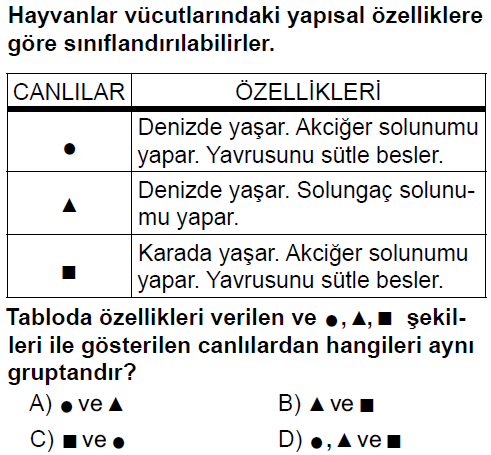 Hayvanlar vücutlarındaki yapısal özelliklere
göre sınıflandırılabilirler.
CANLILAR ÖZELLİKLERİ
● Denizde yaşar. Akciğer solunumu
yapar. Yavrusunu sütle besler.
▲ Denizde yaşar. Solungaç solunu-
mu yapar.
■ Karada yaşar. Akciğer solunumu
yapar. Yavrusunu sütle besler.
Tabloda özellikleri verilen ve ●,▲,■ şekil-
leri ile gösterilen canlılardan hangileri aynı
gruptandır?
A) ● ve ▲ B) ▲ ve ■
C) ■ ve ● D) ●,▲ ve ■